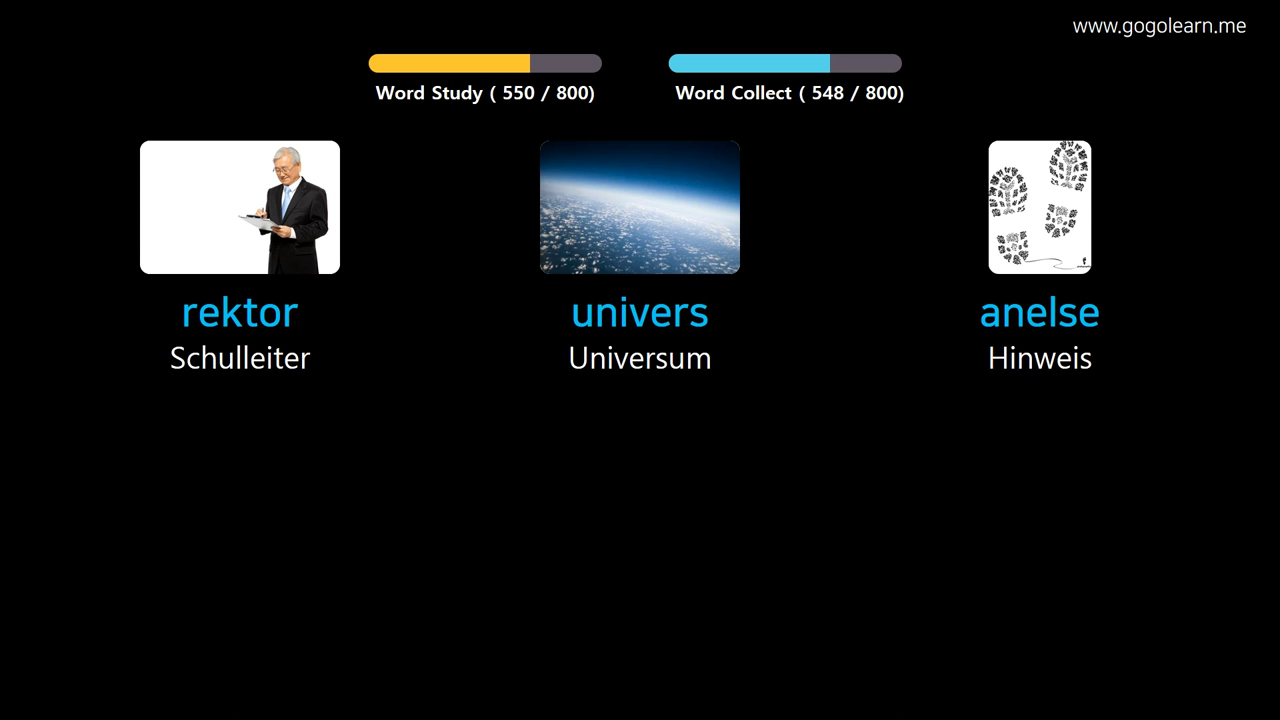 www.gogolearn.me
Word Study ( 550 / 800)
Word Collect ( 548 / 800)
rektor
univers
anelse
Schulleiter
Universum
Hinweis